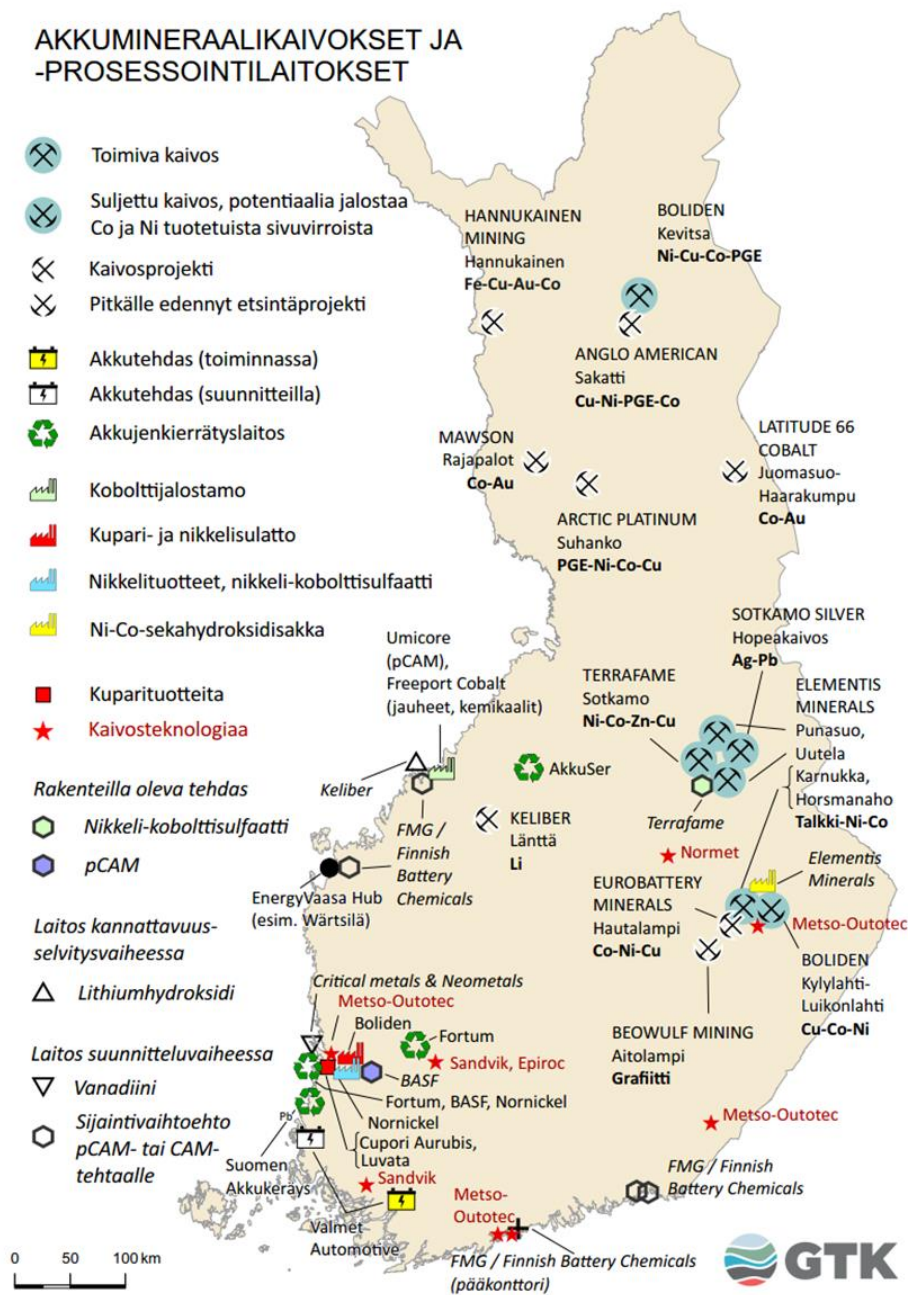 AKKUMINERAALIKAIVOKSET JA
-PROSESSOINTILAITOKSET
Toimiva kaivos
Suljettu kaivos, potentiaalia jalostaa
Co ja Ni tuotetuista sivuvirroista
Kaivosprojekti
Pitkälle edennyt etsintäprojekti
Akkutehdas (toiminnassa)
Akkutehdas (suunnitteilla)
Akkujenkierrätyslaitos
Kobolttijalostamo
Kupari- ja nikkelisulatto
Nikkelituotteet, nikkeli-kobolttisulfaatti
Ni-Co-sekahydroksidisakka
Kuparituotteita
Kaivosteknologiaa
Rakenteilla oleva tehdas
Nikkeli-kobolttisulfaatti
pCAM
Laitos kannattavuus-
selvitysvaiheessa
Lithiumhydroksidi
Laitos suunnitteluvaiheessa
Vanadiini
Sijaintivaihtoehto
pCAM- tai CAM-
tehtaalle
HANNUKAINEN
MINING
Hannukainen
Fe-Cu-Au-Co
BOLIDEN
Kevitsa
Ni-Cu-Co-PGE
ANGLO AMERICAN
Sakatti
Cu-Ni-PGE-Co
MAWSON
Rajapalot
Co-Au
LATITUDE 66
COBALT
Juomasuo-
Haarakumpu
Co-Au
ARCTIC PLATINUM
Suhanko
PGE-Ni-Co-Cu
SOTKAMO SILVER
Hopeakaivos
Ag-Pb
Umicore
(pCAM),
Freeport Cobalt
(jauheet, kemikaalit)
TERRAFAME
Sotkamo
Ni-Co-Zn-Cu
ELEMENTIS
MINERALS
Punasuo,
Uutela
Karnukka,
Horsmanaho
Talkki-Ni-Co
Keliber
AkkuSer
Terrafame
KELIBER
Länttä
Li
FMG /
Finnish
Battery
Chemicals
Normet
EnergyVaasa Hub
(esim. Wärtsilä)
EUROBATTERY
MINERALS
Hautalampi
Co-Ni-Cu
Elementis
Minerals
Metso-Outotec
BOLIDEN
Kylylahti-
Luikonlahti
Cu-Co-Ni
BEOWULF MINING
Aitolampi
Grafiitti
Critical metals & Neometals
Metso-Outotec
Boliden
Fortum
Sandvik, Epiroc
BASF
Fortum, BASF, Nornickel
Nornickel
Cupori Aurubis,
Luvata
Pb
Suomen
Akkukeräys
Sandvik
Valmet
Automotive
Metso-
Outotec
Metso-Outotec
FMG / Finnish
Battery Chemicals
FMG / Finnish Battery Chemicals
(pääkonttori)
0 50 100 km
GTK